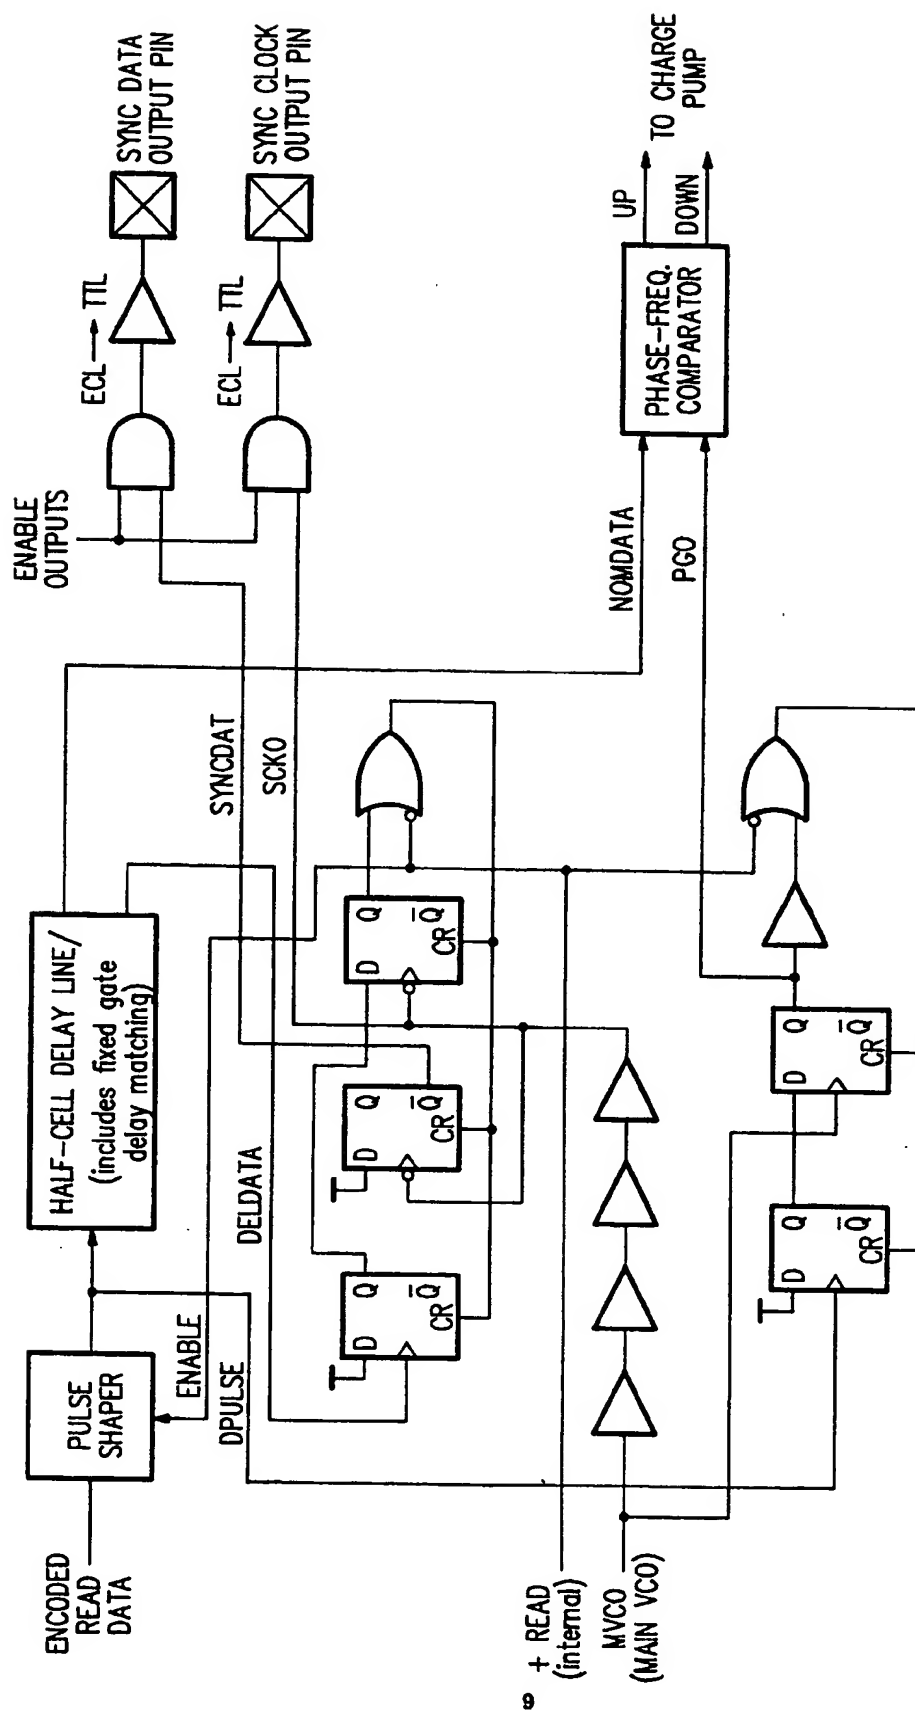 ENCODED
READ
DATA
PULSE
SHAPER
HALF-CELL DELAY LINE/
(includes fixed gate
delay matching)
ENABLE
DPULSE
DELDATA
SYNCDAT
SCKO
ENABLE
OUTPUTS
ECL → TTL
SYNC DATA
OUTPUT PIN
ECL → TTL
SYNC CLOCK
OUTPUT PIN
D Q
Q̅
CR
D Q
Q̅
CR
D Q
Q̅
CR
NOMDATA
PGO
PHASE-FREQ.
COMPARATOR
UP
DOWN
TO CHARGE
PUMP
+ READ
(internal)
MVCO
(MAIN VCO)
D Q
Q̅
CR
D Q
Q̅
CR
9